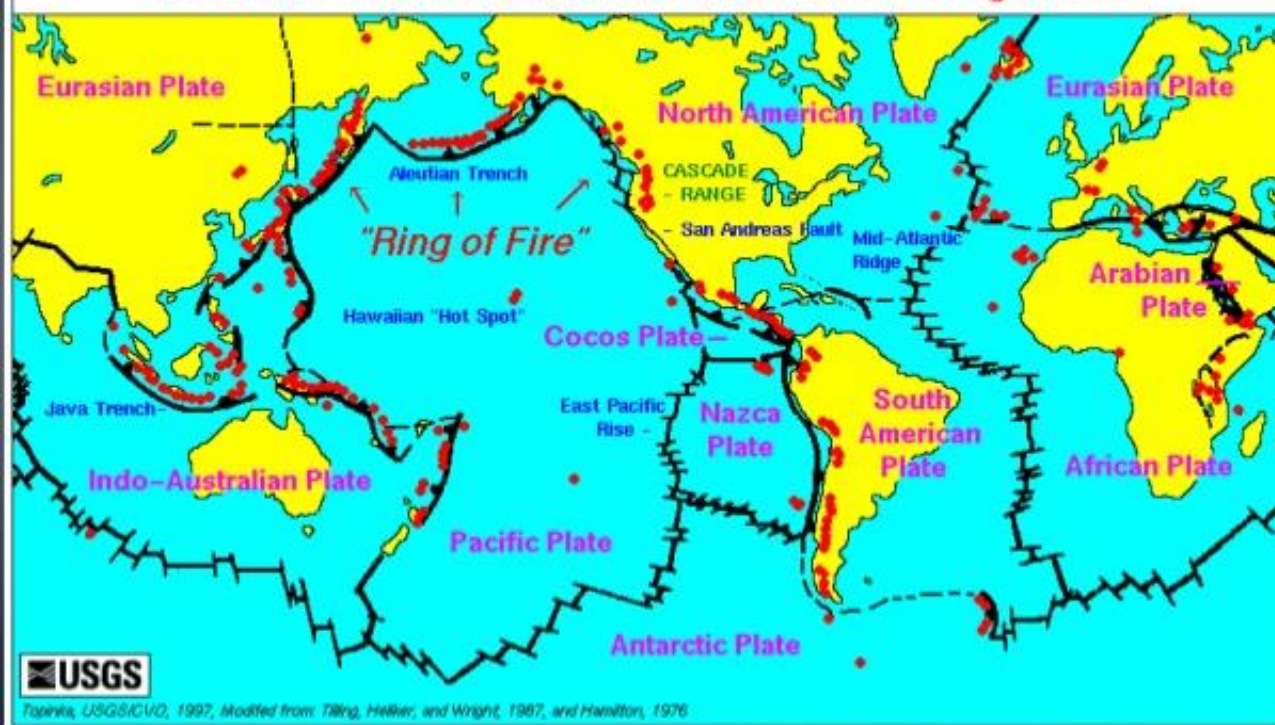 Eurasian Plate
Eurasian Plate
North American Plate
Aleutian Trench
CASCADE
- RANGE
"Ring of Fire"
- San Andreas Fault
Mid-Atlantic
Ridge
Arabian
Plate
Hawaiian "Hot Spot"
Cocos Plate
Java Trench-
East Pacific
Rise -
Nazca
Plate
South
American
Plate
Indo-Australian Plate
African Plate
Pacific Plate
Antarctic Plate
USGS
Topinka, USGS/CVO, 1997, Modified from: Tilling, Heliker, and Wright, 1987, and Hamilton, 1976